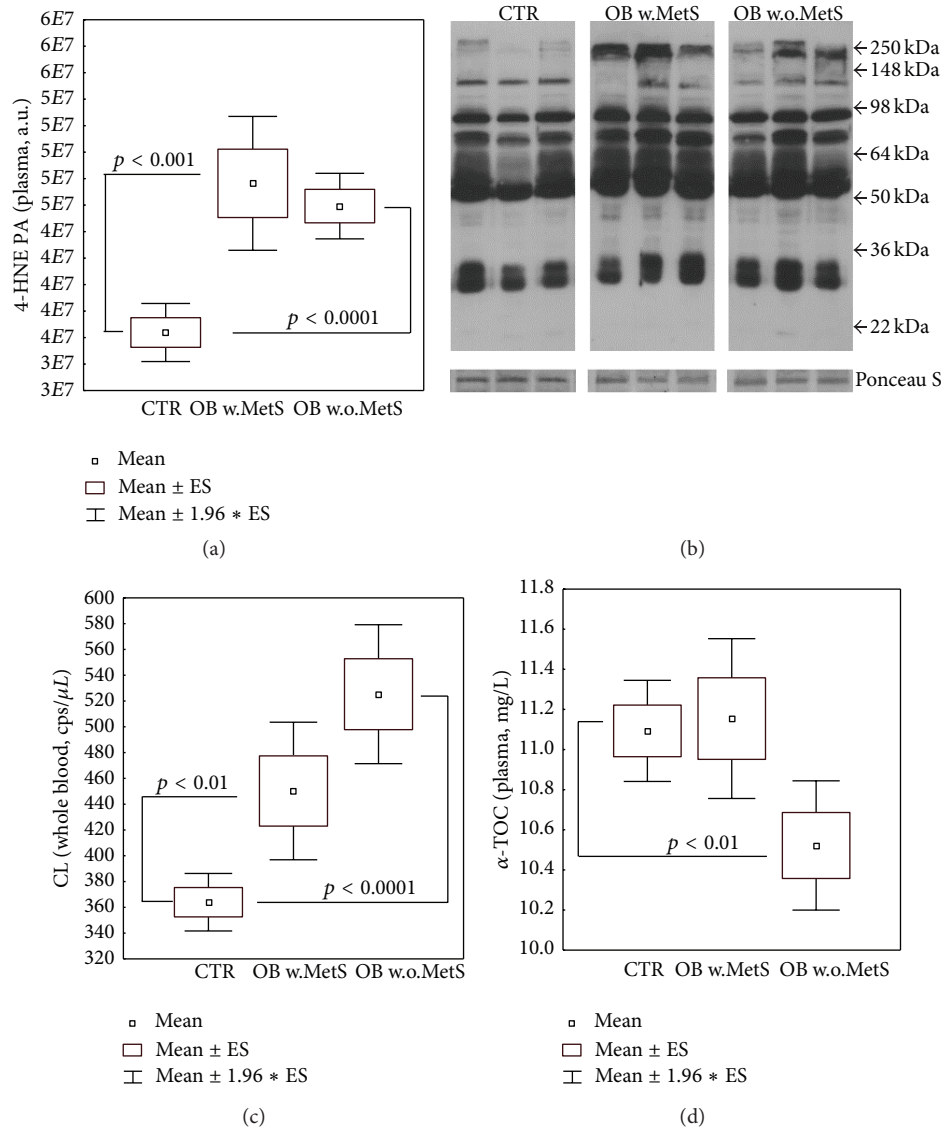 6E7
6E7
6E7
5E7
5E7
5E7
5E7
5E7
4E7
4E7
4E7
4E7
4E7
3E7
3E7
4-HNE PA (plasma, a.u.)
p < 0.001
p < 0.0001
CTR OB w.MetS OB w.o.MetS
Mean
Mean ± ES
Mean ± 1.96 ∗ ES
(a)
CTR OB w.MetS OB w.o.MetS
←250 kDa
←148 kDa
←98 kDa
←64 kDa
←50 kDa
←36 kDa
←22 kDa
Ponceau S
(b)
600
580
560
540
520
500
480
460
440
420
400
380
360
340
320
CL (whole blood, cps/μL)
p < 0.01
p < 0.0001
CTR OB w.MetS OB w.o.MetS
Mean
Mean ± ES
Mean ± 1.96 ∗ ES
(c)
11.8
11.6
11.4
11.2
11.0
10.8
10.6
10.4
10.2
10.0
α-TOC (plasma, mg/L)
p < 0.01
CTR OB w.MetS OB w.o.MetS
Mean
Mean ± ES
Mean ± 1.96 ∗ ES
(d)